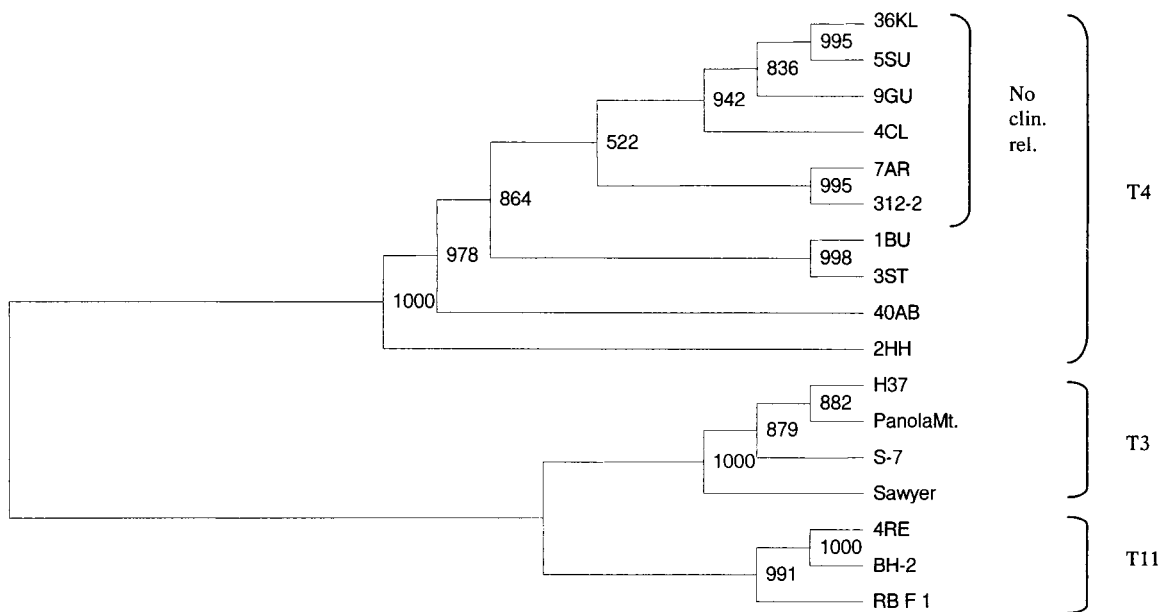 36KL
995
5SU
836
9GU
942
4CL
522
7AR
995
312-2
864
1BU
998
3ST
978
40AB
1000
2HH
No
clin.
rel.
T4
H37
882
PanolaMt.
879
S-7
1000
Sawyer
T3
4RE
1000
BH-2
991
RB F 1
T11